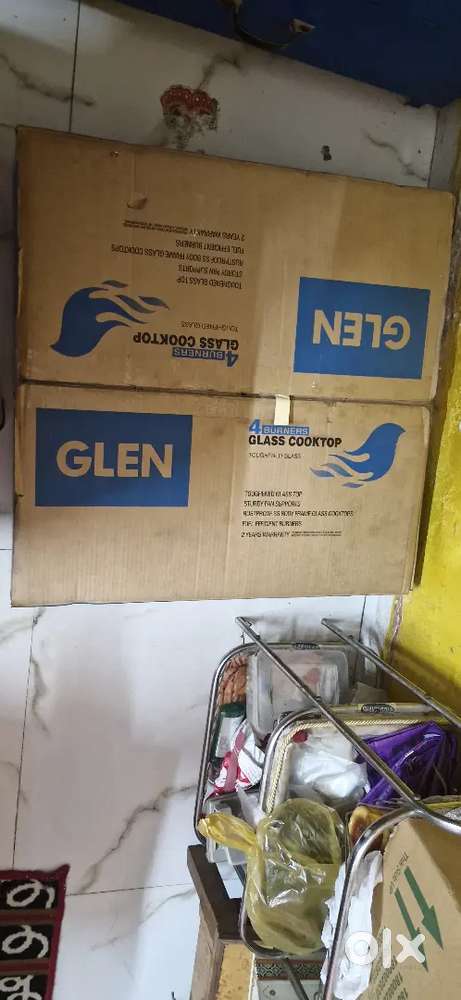 2 YEARS WARRANTY
FUEL EFFICIENT BURNERS
RUSTPROOF SS BODY FRAME GLASS COOKTOPS
STURDY PAN SUPPORTS
TOUGHENED GLASS TOP
TOUGHENED GLASS
GLASS COOKTOP
4 BURNERS
GLEN
GLEN
4 BURNERS
GLASS COOKTOP
TOUGHENED GLASS
TOUGHENED GLASS TOP
STURDY PAN SUPPORTS
RUSTPROOF SS BODY FRAME GLASS COOKTOPS
FUEL EFFICIENT BURNERS
2 YEARS WARRANTY
olx